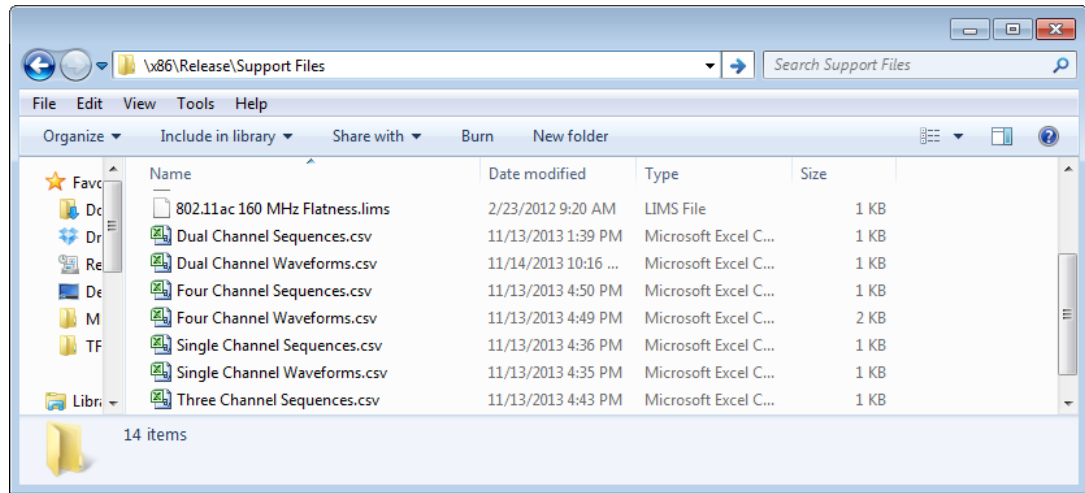 \x86\Release\Support Files
Search Support Files
File Edit View Tools Help
Organize Include in library Share with Burn New folder
Favo
Do
Dr
Re
De
M
TF
Libr
Name Date modified Type Size
802.11ac 160 MHz Flatness.lims 2/23/2012 9:20 AM LIMS File 1 KB
Dual Channel Sequences.csv 11/13/2013 1:39 PM Microsoft Excel C... 1 KB
Dual Channel Waveforms.csv 11/14/2013 10:16 ... Microsoft Excel C... 1 KB
Four Channel Sequences.csv 11/13/2013 4:50 PM Microsoft Excel C... 1 KB
Four Channel Waveforms.csv 11/13/2013 4:49 PM Microsoft Excel C... 2 KB
Single Channel Sequences.csv 11/13/2013 4:36 PM Microsoft Excel C... 1 KB
Single Channel Waveforms.csv 11/13/2013 4:35 PM Microsoft Excel C... 1 KB
Three Channel Sequences.csv 11/13/2013 4:43 PM Microsoft Excel C... 1 KB
14 items